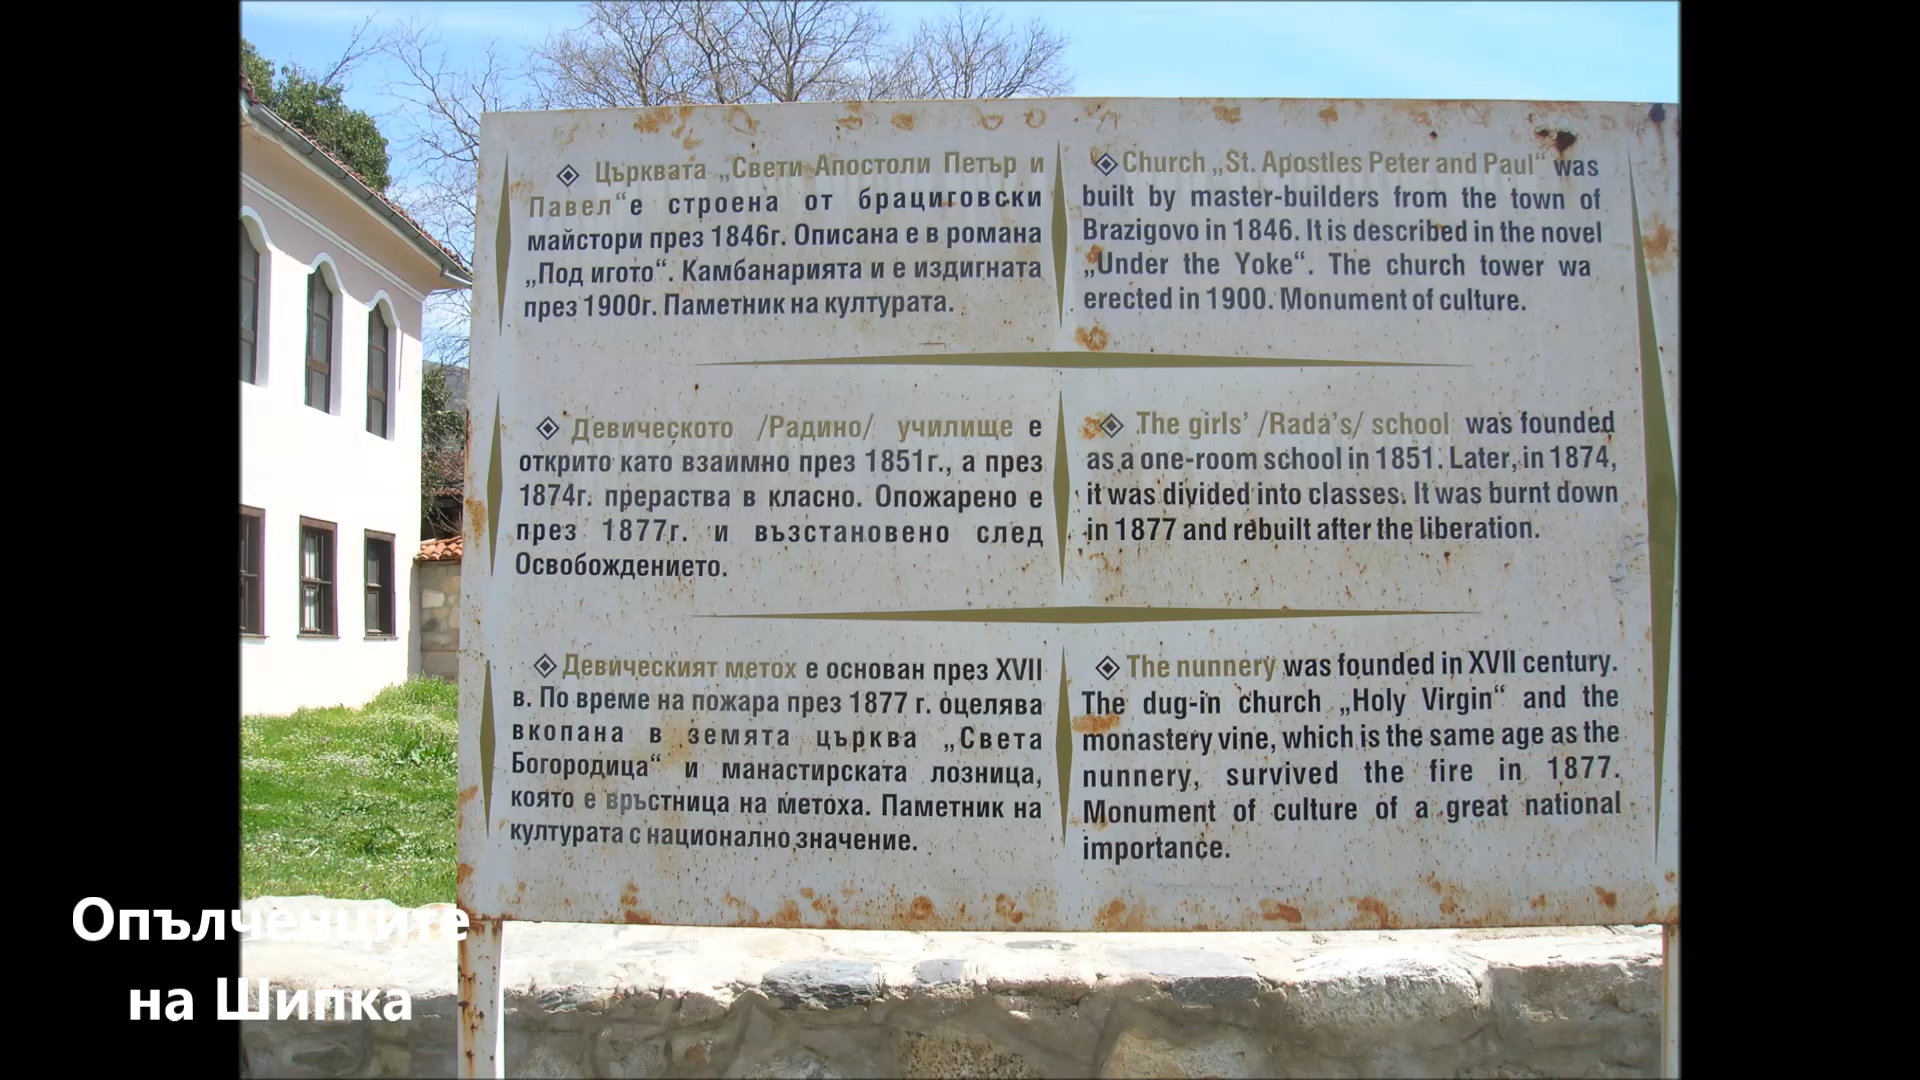 Църквата „Свети Апостоли Петър и
Павел“е строена от брациговски
майстори през 1846г. Описана е в романа
„Под игото“. Камбанарията и е издигната
през 1900г. Паметник на културата.
Church „St. Apostles Peter and Paul“ was
built by master-builders from the town of
Brazigovo in 1846. It is described in the novel
„Under the Yoke“. The church tower wa
erected in 1900. Monument of culture.
Девическото /Радино/ училище е
открито като взаимно през 1851г., а през
1874г. прераства в класно. Опожарено е
през 1877г. и възстановено след
Освобождението.
The girls' /Rada's/ school was founded
as a one-room school in 1851. Later, in 1874,
it was divided into classes. It was burnt down
in 1877 and rebuilt after the liberation.
Девическият метох е основан през XVII
в. По време на пожара през 1877 г. оцелява
вкопана в земята църква „Света
Богородица“ и манастирската лозница,
която е връстница на метоха. Паметник на
културата с национално значение.
The nunnery was founded in XVII century.
The dug-in church „Holy Virgin“ and the
monastery vine, which is the same age as the
nunnery, survived the fire in 1877.
Monument of culture of a great national
importance.
Опълченците
на Шипка